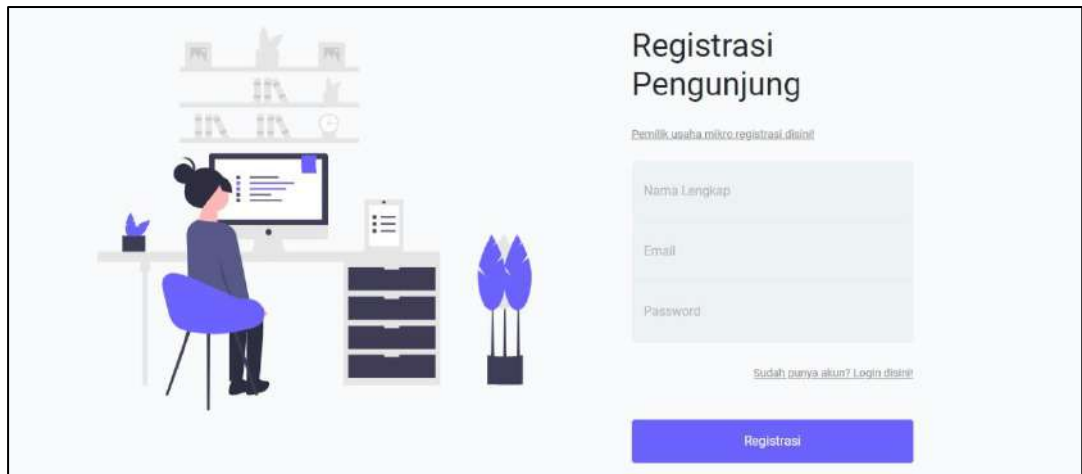 Registrasi
Pengunjung
Pemilik usaha mikro registrasi disini!
Nama Lengkap
Email
Password
Sudah punya akun? Login disini!
Registrasi